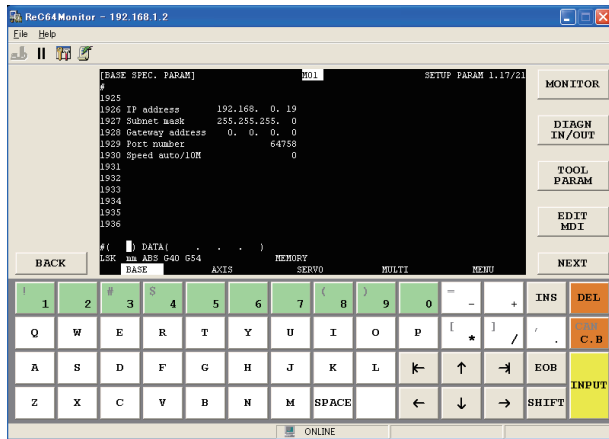 ReC64Monitor - 192.168.1.2
File Help
[BASE SPEC. PARAM] M01 SETUP PARAM 1.17/21
#
1925
1926 IP address 192.168. 0. 19
1927 Subnet mask 255.255.255. 0
1928 Gateway address 0. 0. 0. 0
1929 Port number 64758
1930 Speed auto/10M 0
1931
1932
1933
1934
1935
1936
#( ) DATA( . . . )
LSK mm ABS G40 G54 MEMORY
BASE AXIS SERVO MULTI MENU
MONITOR
DIAGN
IN/OUT
TOOL
PARAM
EDIT
MDI
BACK
NEXT
! 1 2 # 3 $ 4 5 6 7 ( 8 ) 9 0 = - + INS DEL
Q W E R T Y U I O P [ * ] / , . CAN C.B
A S D F G H J K L ↑ EOB INPUT
Z X C V B N M SPACE ← ↓ → SHIFT
ONLINE